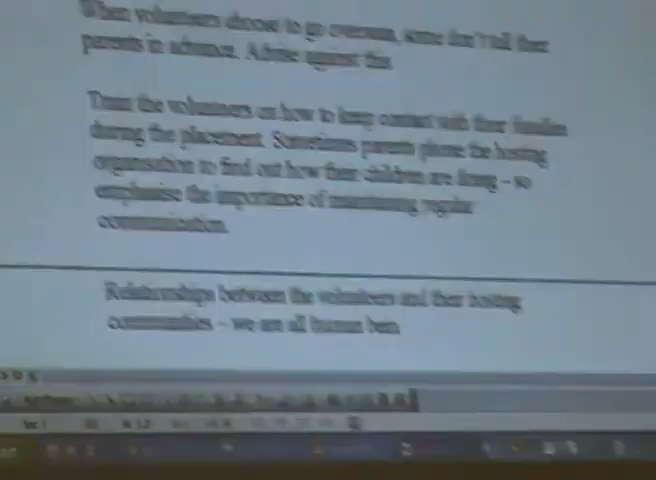 When volunteers choose to go overseas, some don't tell their
parents in advance. Advise against this.
Train the volunteers on how to keep contact with their families
during the placement. Sometimes parents phone the hosting
organisation to find out how their children are doing – so
emphasise the importance of maintaining regular
communication.
Relationships between the volunteers and their hosting
communities – we are all human bein